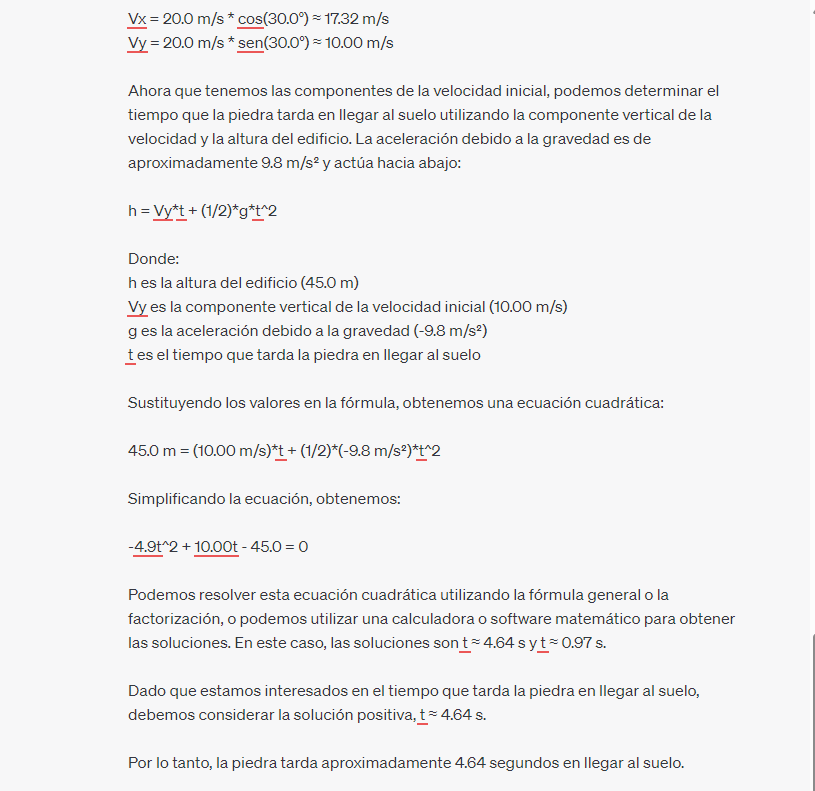 Vx = 20.0 m/s * cos(30.0°) ≈ 17.32 m/s
Vy = 20.0 m/s * sen(30.0°) ≈ 10.00 m/s
Ahora que tenemos las componentes de la velocidad inicial, podemos determinar el
tiempo que la piedra tarda en llegar al suelo utilizando la componente vertical de la
velocidad y la altura del edificio. La aceleración debido a la gravedad es de
aproximadamente 9.8 m/s² y actúa hacia abajo:
h = Vy*t + (1/2)*g*t^2
Donde:
h es la altura del edificio (45.0 m)
Vy es la componente vertical de la velocidad inicial (10.00 m/s)
g es la aceleración debido a la gravedad (-9.8 m/s²)
t es el tiempo que tarda la piedra en llegar al suelo
Sustituyendo los valores en la fórmula, obtenemos una ecuación cuadrática:
45.0 m = (10.00 m/s)*t + (1/2)*(-9.8 m/s²)*t^2
Simplificando la ecuación, obtenemos:
-4.9t^2 + 10.00t - 45.0 = 0
Podemos resolver esta ecuación cuadrática utilizando la fórmula general o la
factorización, o podemos utilizar una calculadora o software matemático para obtener
las soluciones. En este caso, las soluciones son t ≈ 4.64 s y t ≈ 0.97 s.
Dado que estamos interesados en el tiempo que tarda la piedra en llegar al suelo,
debemos considerar la solución positiva, t ≈ 4.64 s.
Por lo tanto, la piedra tarda aproximadamente 4.64 segundos en llegar al suelo.